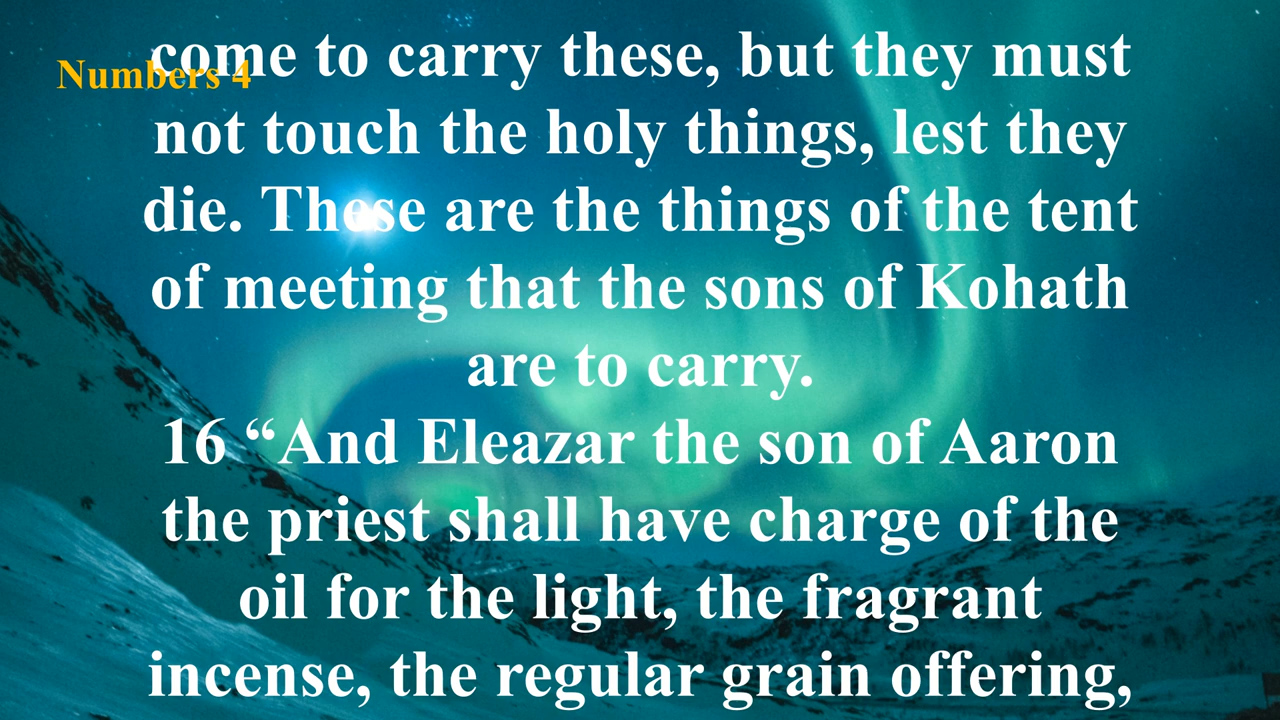 come to carry these, but they must
Numbers 4
not touch the holy things, lest they
die. These are the things of the tent
of meeting that the sons of Kohath
are to carry.
16 “And Eleazar the son of Aaron
the priest shall have charge of the
oil for the light, the fragrant
incense, the regular grain offering,